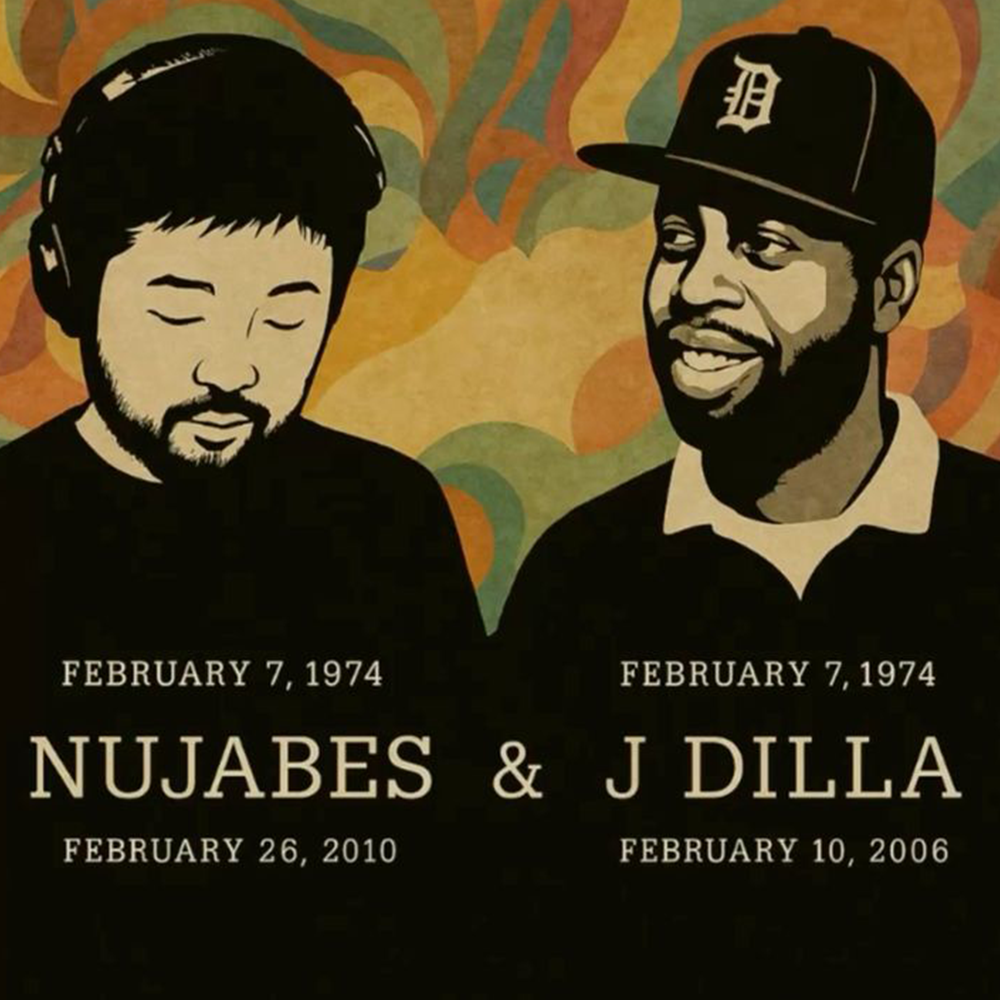 D
FEBRUARY 7, 1974
FEBRUARY 7, 1974
NUJABES & J DILLA
FEBRUARY 26, 2010
FEBRUARY 10, 2006